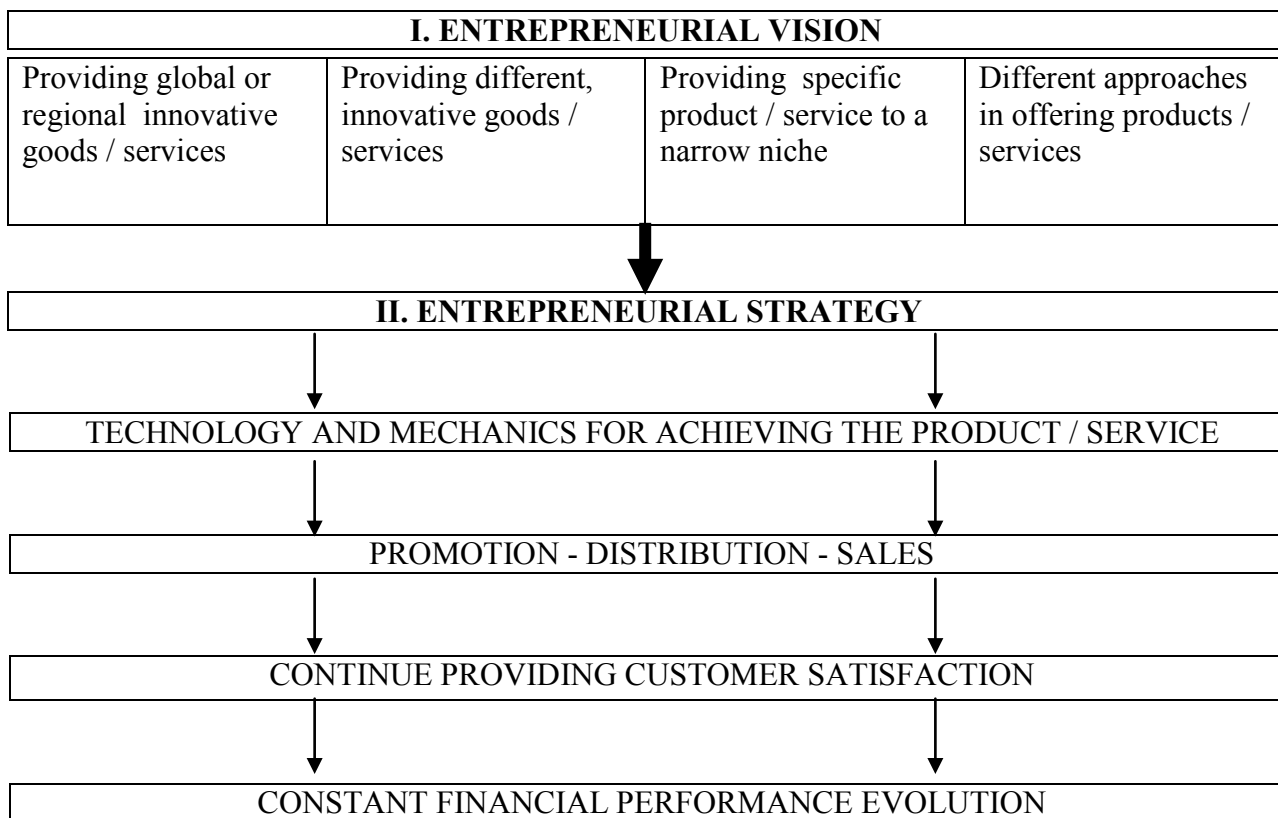 I. ENTREPRENEURIAL VISION
Providing global or
regional innovative
goods / services
Providing different,
innovative goods /
services
Providing specific
product / service to a
narrow niche
Different approaches
in offering products /
services
II. ENTREPRENEURIAL STRATEGY
TECHNOLOGY AND MECHANICS FOR ACHIEVING THE PRODUCT / SERVICE
PROMOTION - DISTRIBUTION - SALES
CONTINUE PROVIDING CUSTOMER SATISFACTION
CONSTANT FINANCIAL PERFORMANCE EVOLUTION